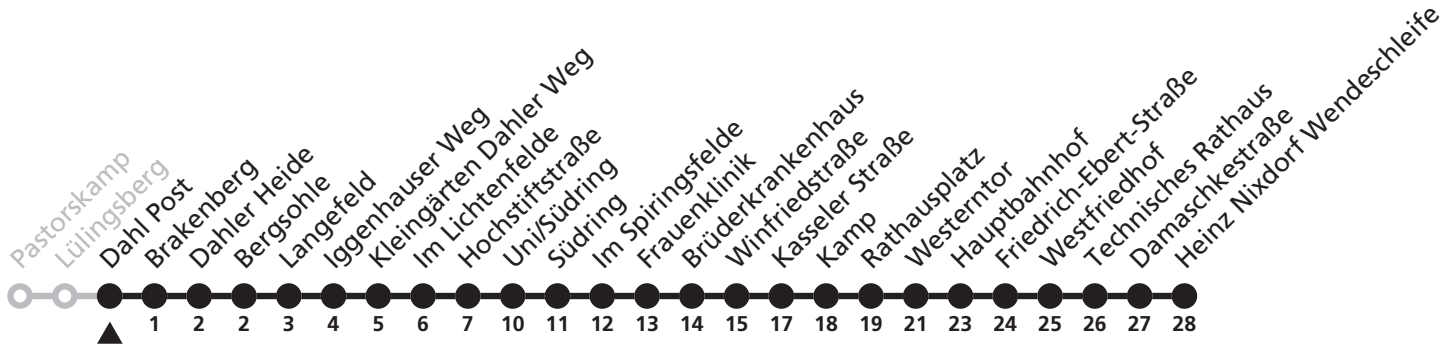 Pastorskamp
Lülingsberg
Dahl Post
Brakenberg
Dahler Heide
Bergsohle
Langefeld
Iggenhauser Weg
Kleingärten Dahler Weg
Im Lichtenfelde
Hochstiftstraße
Uni/Südring
Südring
Im Spiringsfelde
Frauenklinik
Brüderkrankenhaus
Winfriedstraße
Kasseler Straße
Kamp
Rathausplatz
Westerntor
Hauptbahnhof
Friedrich-Ebert-Straße
Westfriedhof
Technisches Rathaus
Damaschkestraße
Heinz Nixdorf Wendeschleife
1 2 2 3 4 5 6 7 10 11 12 13 14 15 17 18 19 21 23 24 25 26 27 28